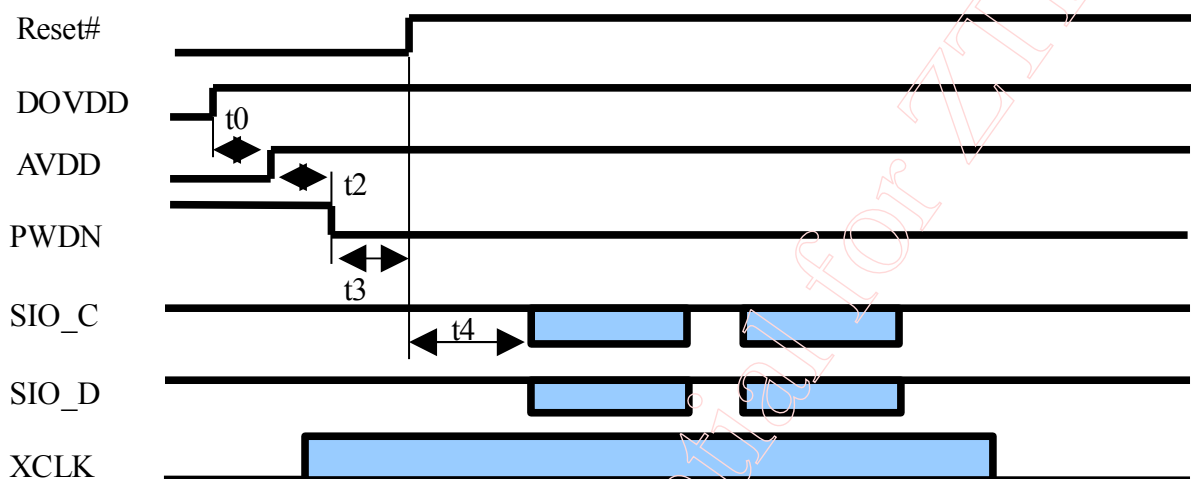 Reset#
DOVDD
t0
AVDD
t2
PWDN
t3
SIO_C
t4
SIO_D
XCLK